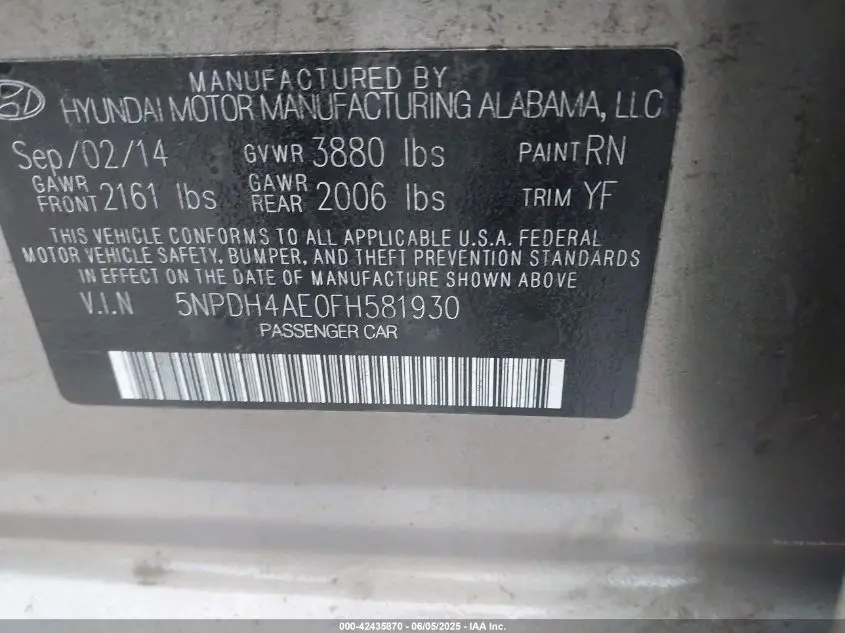 MANUFACTURED BY
HYUNDAI MOTOR MANUFACTURING ALABAMA, LLC
Sep/02/14 GVWR 3880 lbs PAINT RN
GAWR FRONT 2161 lbs GAWR REAR 2006 lbs TRIM YF
THIS VEHICLE CONFORMS TO ALL APPLICABLE U.S.A. FEDERAL
MOTOR VEHICLE SAFETY, BUMPER, AND THEFT PREVENTION STANDARDS
IN EFFECT ON THE DATE OF MANUFACTURE SHOWN ABOVE
V.I.N 5NPDH4AE0FH581930
PASSENGER CAR
000-42435870 - 06/05/2025 - IAA Inc.